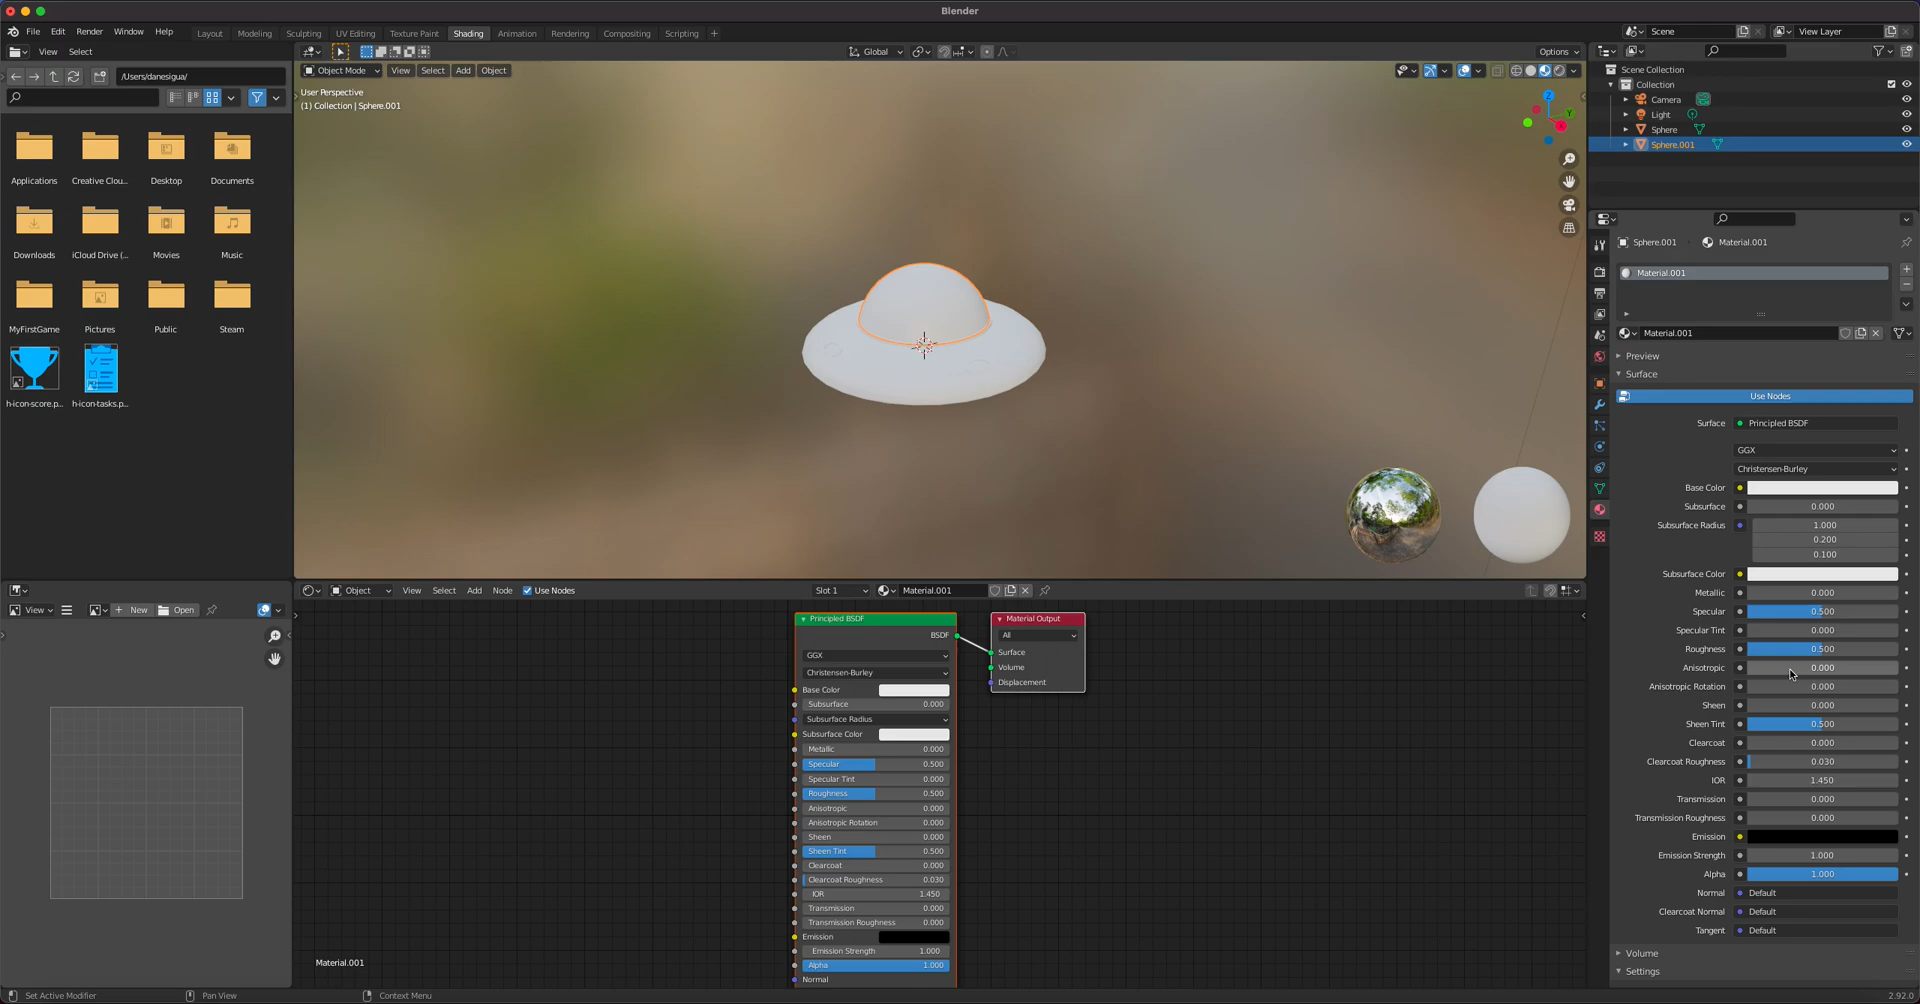 Blender
File Edit Render Window Help
Layout Modeling Sculpting UV Editing Texture Paint Shading Animation Rendering Compositing Scripting +
Scene
View Layer
View Select
Global
Options
/Users/danesigua/
Object Mode View Select Add Object
User Perspective
(1) Collection | Sphere.001
Z
Y
X
Applications
Creative Clou...
Desktop
Documents
Downloads
iCloud Drive (...
Movies
Music
MyFirstGame
Pictures
Public
Steam
h-icon-score.p...
h-icon-tasks.p...
Scene Collection
Collection
Camera
Light
Sphere
Sphere.001
Sphere.001
Material.001
Material.001
Material.001
Preview
Surface
Use Nodes
Surface Principled BSDF
GGX
Christensen-Burley
Base Color
Subsurface 0.000
Subsurface Radius 1.000
0.200
0.100
Subsurface Color
Metallic 0.000
Specular 0.500
Specular Tint 0.000
Roughness 0.500
Anisotropic 0.000
Anisotropic Rotation 0.000
Sheen 0.000
Sheen Tint 0.500
Clearcoat 0.000
Clearcoat Roughness 0.030
IOR 1.450
Transmission 0.000
Transmission Roughness 0.000
Emission
Emission Strength 1.000
Alpha 1.000
Normal Default
Clearcoat Normal Default
Tangent Default
Volume
Settings
View
New
Open
Object View Select Add Node Use Nodes
Slot 1
Material.001
Principled BSDF
BSDF
GGX
Christensen-Burley
Base Color
Subsurface 0.000
Subsurface Radius
Subsurface Color
Metallic 0.000
Specular 0.500
Specular Tint 0.000
Roughness 0.500
Anisotropic 0.000
Anisotropic Rotation 0.000
Sheen 0.000
Sheen Tint 0.500
Clearcoat 0.000
Clearcoat Roughness 0.030
IOR 1.450
Transmission 0.000
Transmission Roughness 0.000
Emission
Emission Strength 1.000
Alpha 1.000
Normal
Material Output
All
Surface
Volume
Displacement
Material.001
Set Active Modifier
Pan View
Context Menu
2.92.0